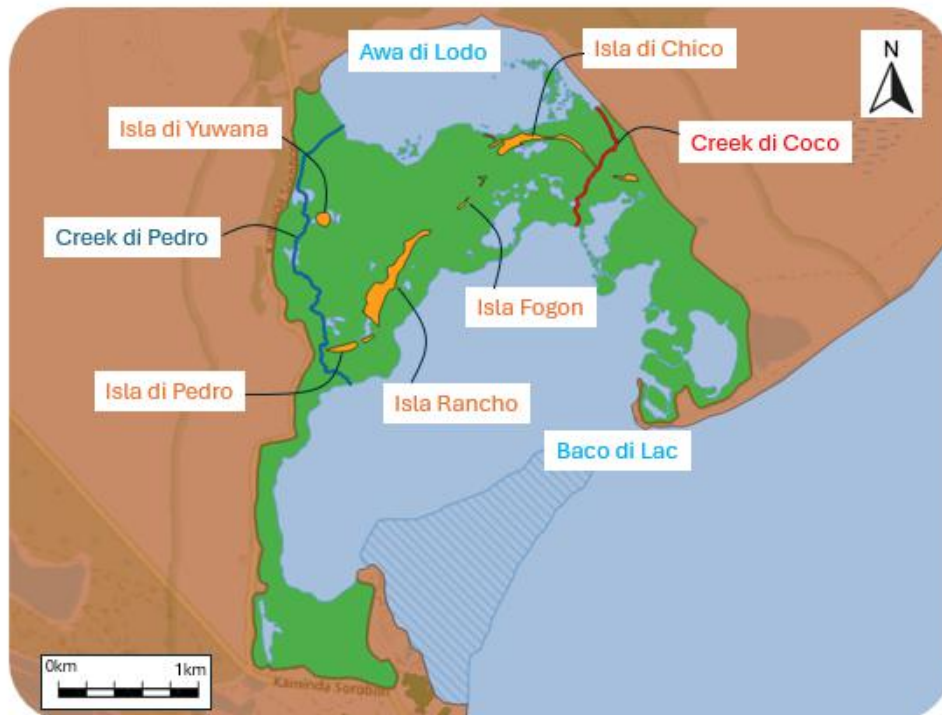 Awa di Lodo
Isla di Chico
N
Isla di Yuwana
Creek di Coco
Creek di Pedro
Isla Fogon
Isla di Pedro
Isla Rancho
Baco di Lac
0km 1km
Kaminda Sorobon